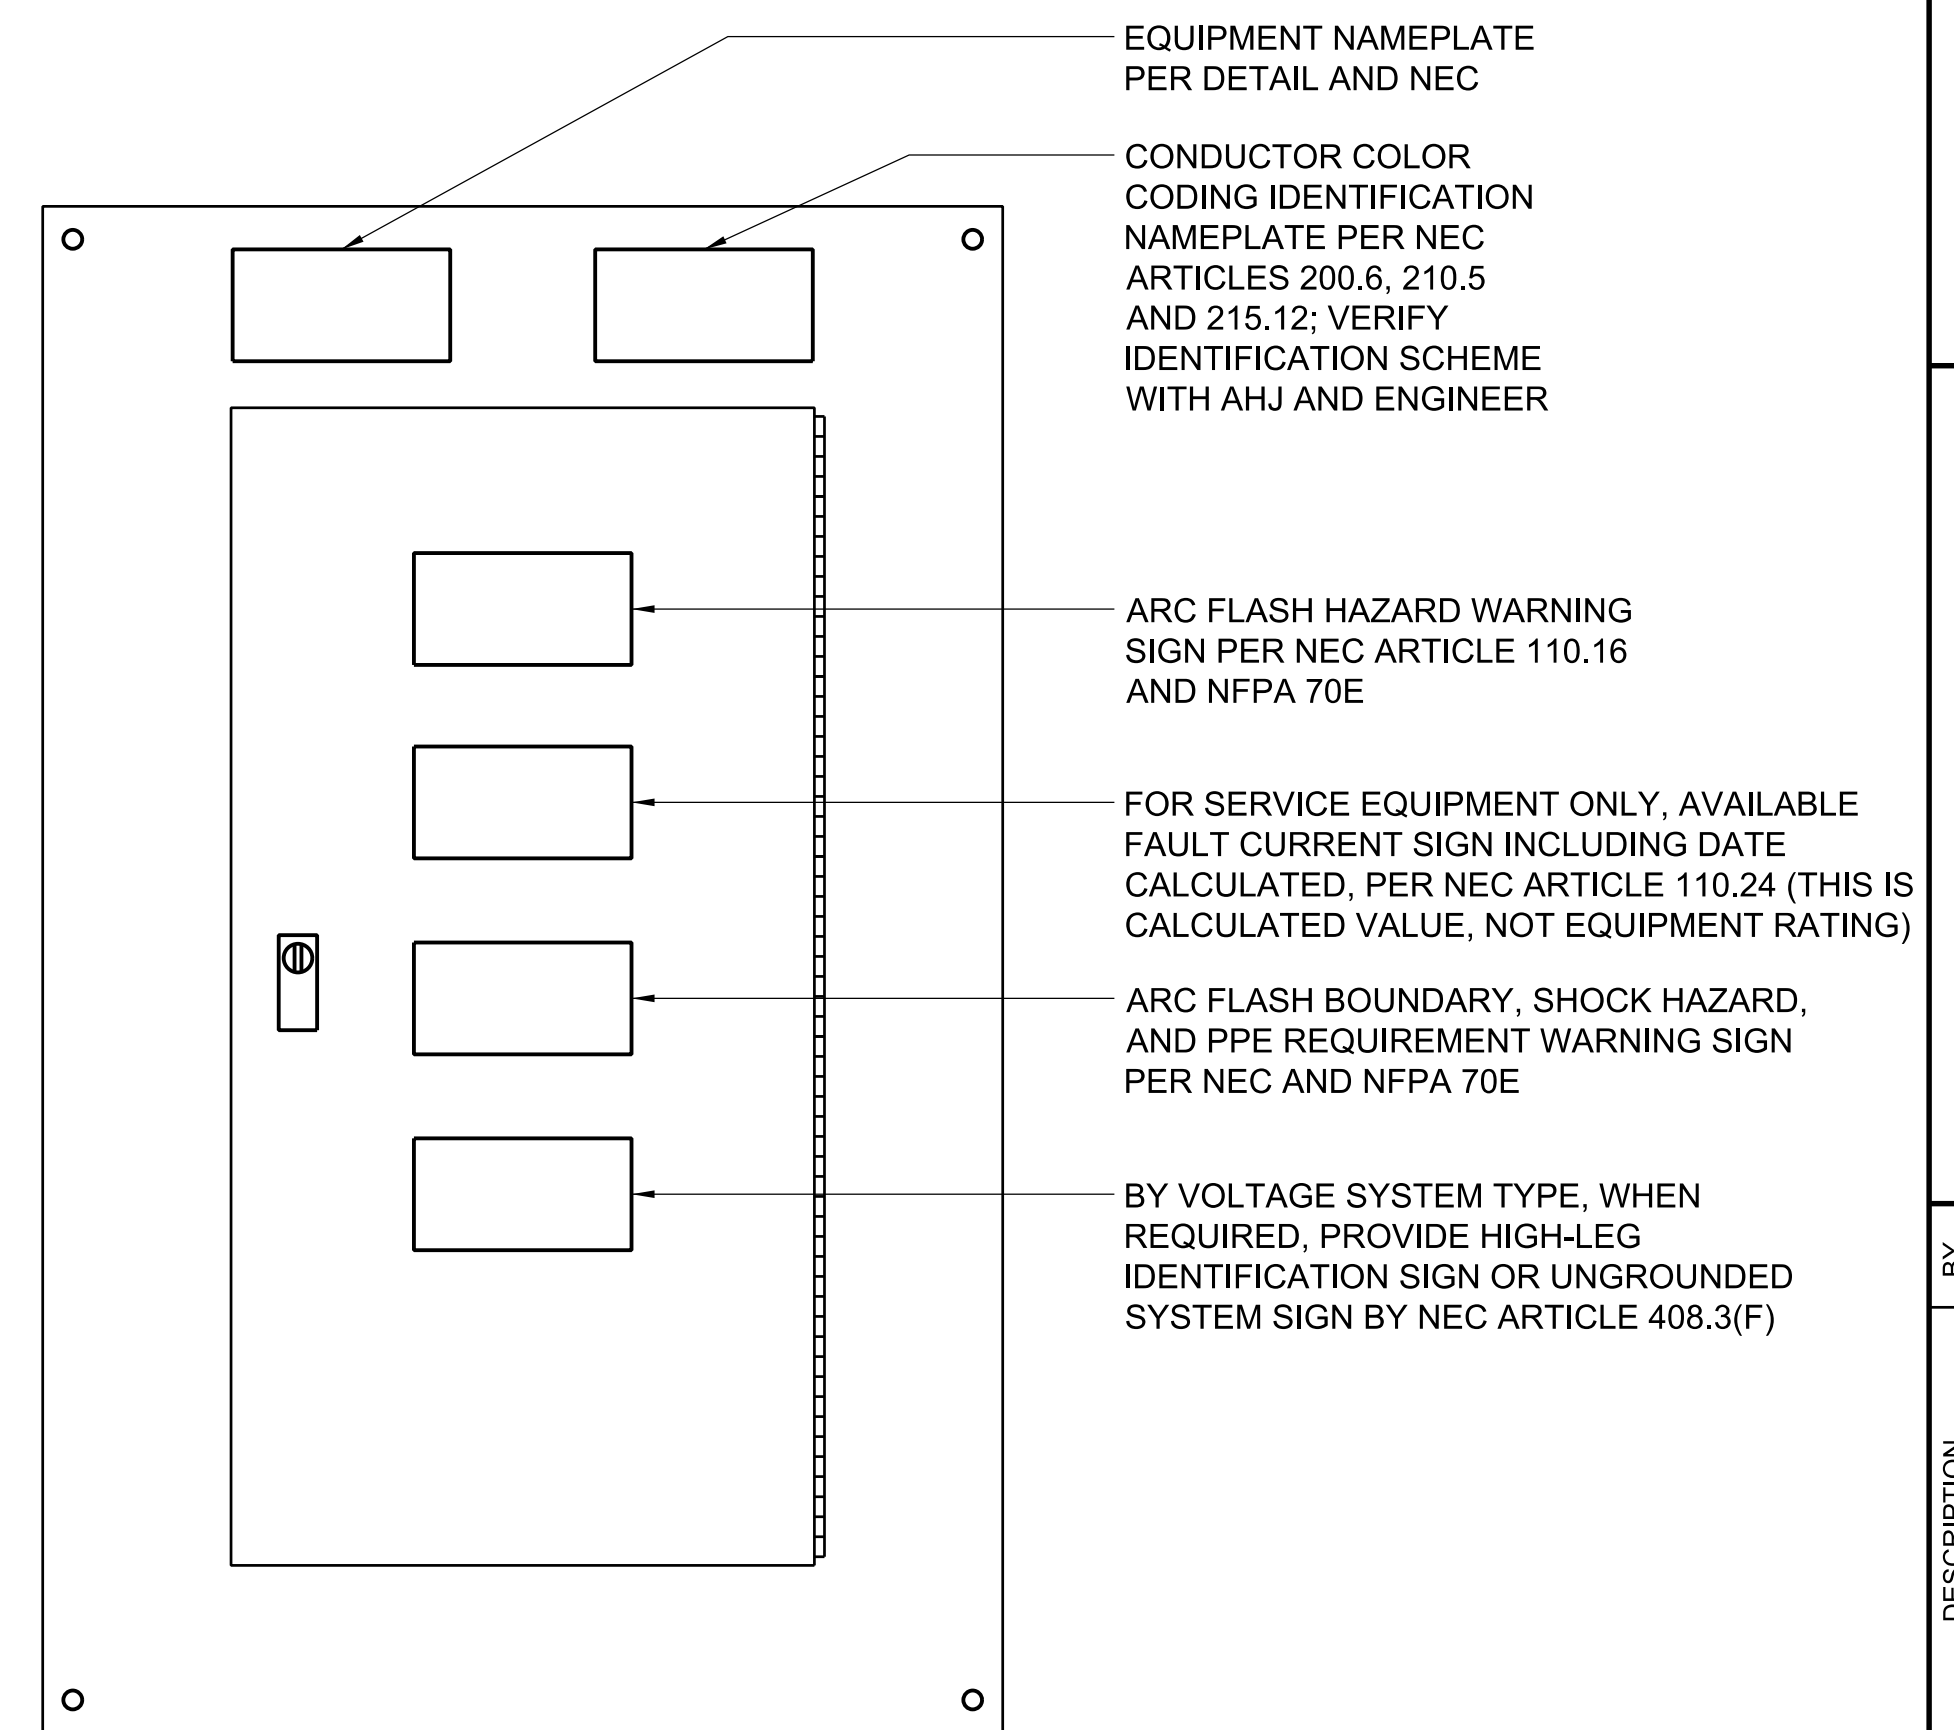 EQUIPMENT NAMEPLATE
PER DETAIL AND NEC
CONDUCTOR COLOR
CODING IDENTIFICATION
NAMEPLATE PER NEC
ARTICLES 200.6, 210.5
AND 215.12; VERIFY
IDENTIFICATION SCHEME
WITH AHJ AND ENGINEER
ARC FLASH HAZARD WARNING
SIGN PER NEC ARTICLE 110.16
AND NFPA 70E
FOR SERVICE EQUIPMENT ONLY, AVAILABLE
FAULT CURRENT SIGN INCLUDING DATE
CALCULATED, PER NEC ARTICLE 110.24 (THIS IS
CALCULATED VALUE, NOT EQUIPMENT RATING)
ARC FLASH BOUNDARY, SHOCK HAZARD,
AND PPE REQUIREMENT WARNING SIGN
PER NEC AND NFPA 70E
BY VOLTAGE SYSTEM TYPE, WHEN
REQUIRED, PROVIDE HIGH-LEG
IDENTIFICATION SIGN OR UNGROUNDED
SYSTEM SIGN BY NEC ARTICLE 408.3(F)
BY
DESCRIPTION